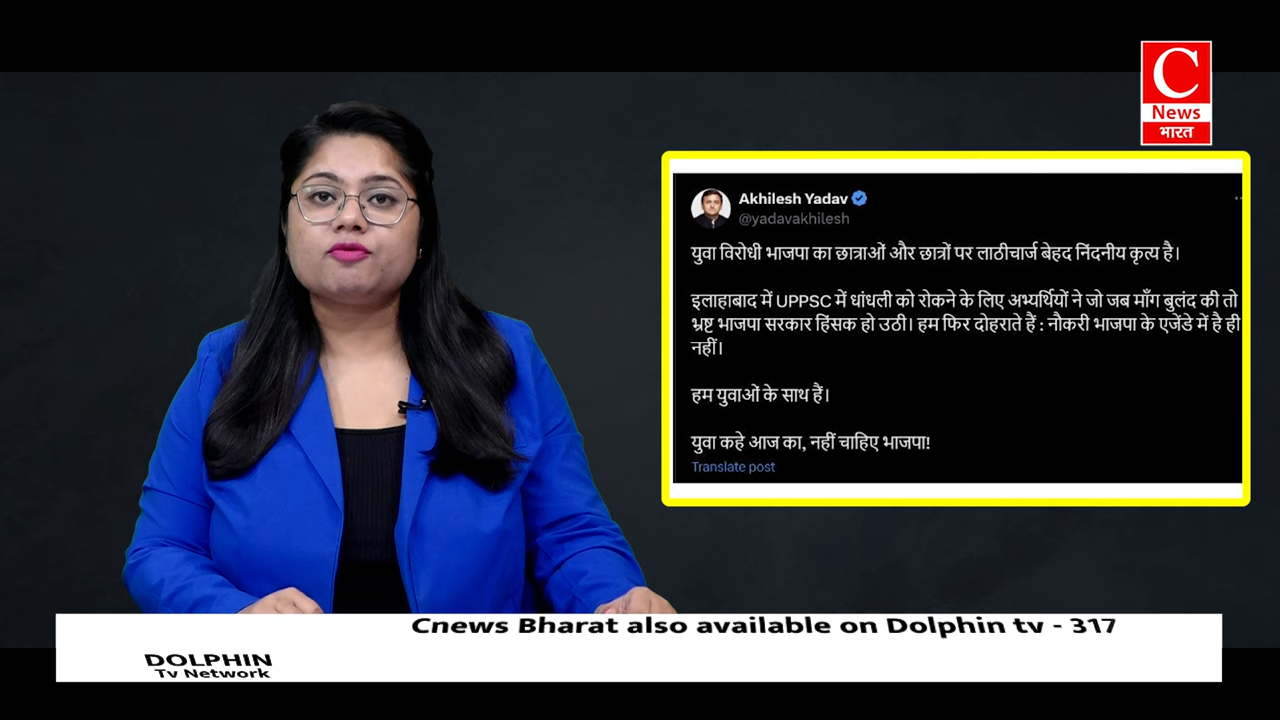 C
News
भारत
Akhilesh Yadav
@yadavakhilesh
युवा विरोधी भाजपा का छात्राओं और छात्रों पर लाठीचार्ज बेहद निंदनीय कृत्य है।
इलाहाबाद में UPPSC में धांधली को रोकने के लिए अभ्यर्थियों ने जो जब माँग बुलंद की तो
भ्रष्ट भाजपा सरकार हिंसक हो उठी। हम फिर दोहराते हैं : नौकरी भाजपा के एजेंडे में है ही
नहीं।
हम युवाओं के साथ हैं।
युवा कहे आज का, नहीं चाहिए भाजपा!
Translate post
Cnews Bharat also available on Dolphin tv - 317
DOLPHIN
Tv Network